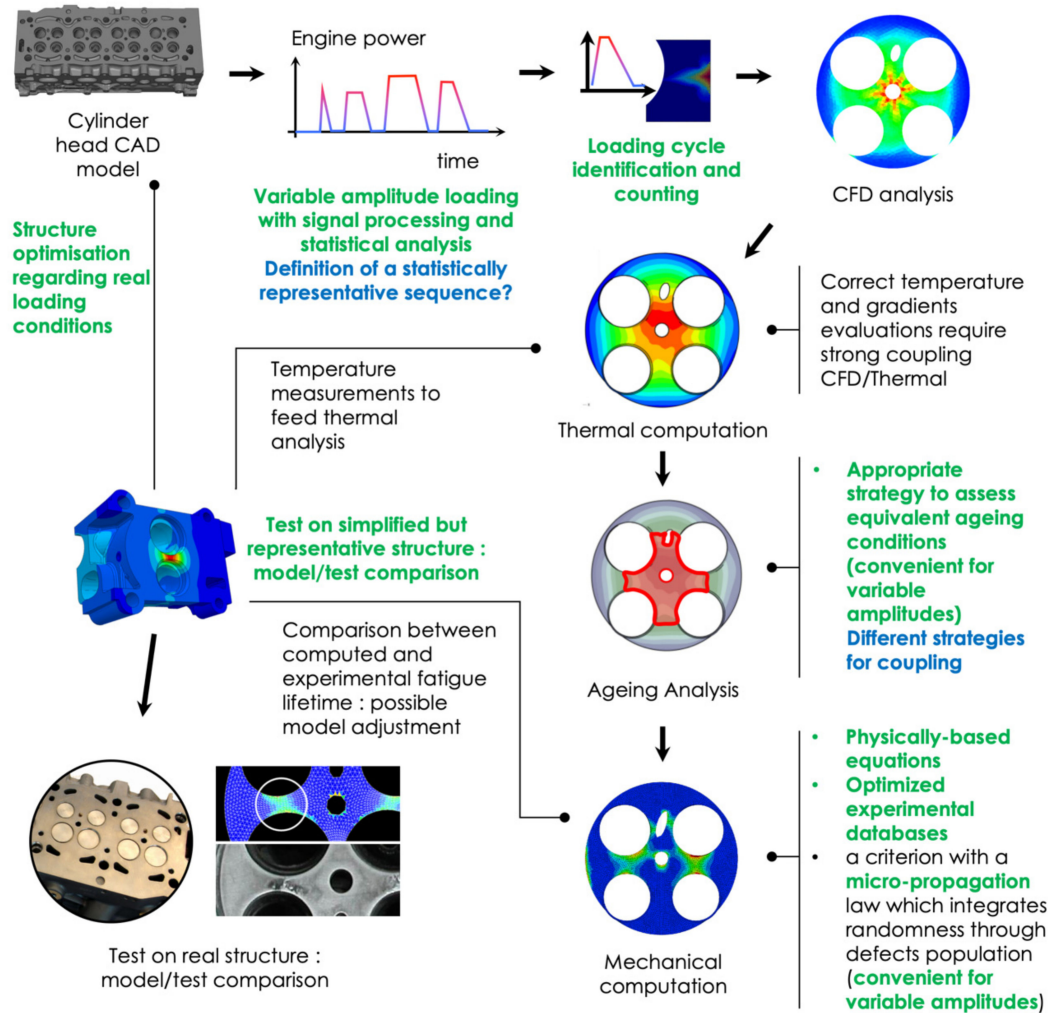 Cylinder
head CAD
model
Engine power
time
Variable amplitude loading
with signal processing and
statistical analysis
Definition of a statistically
representative sequence?
Loading cycle
identification and
counting
CFD analysis
Structure
optimisation
regarding real
loading
conditions
Correct temperature
and gradients
evaluations require
strong coupling
CFD/Thermal
Temperature
measurements to
feed thermal
analysis
Thermal computation
Test on simplified but
representative structure :
model/test comparison
• Appropriate
strategy to assess
equivalent ageing
conditions
(convenient for
variable
amplitudes)
Different strategies
for coupling
Comparison between
computed and
experimental fatigue
lifetime : possible
model adjustment
Ageing Analysis
• Physically-based
equations
• Optimized
experimental
databases
• a criterion with a
micro-propagation
law which integrates
randomness through
defects population
(convenient for
variable amplitudes)
Test on real structure :
model/test comparison
Mechanical
computation